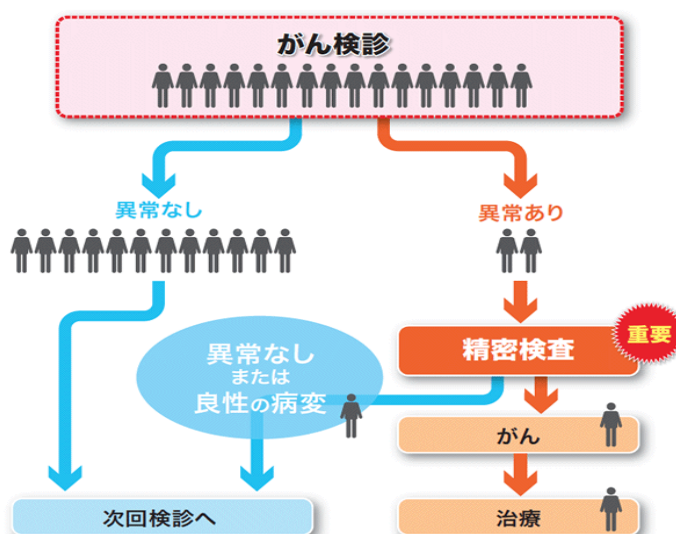 がん検診
異常なし
異常あり
重要
精密検査
異常なし
または
良性の病変
がん
次回検診へ
治療